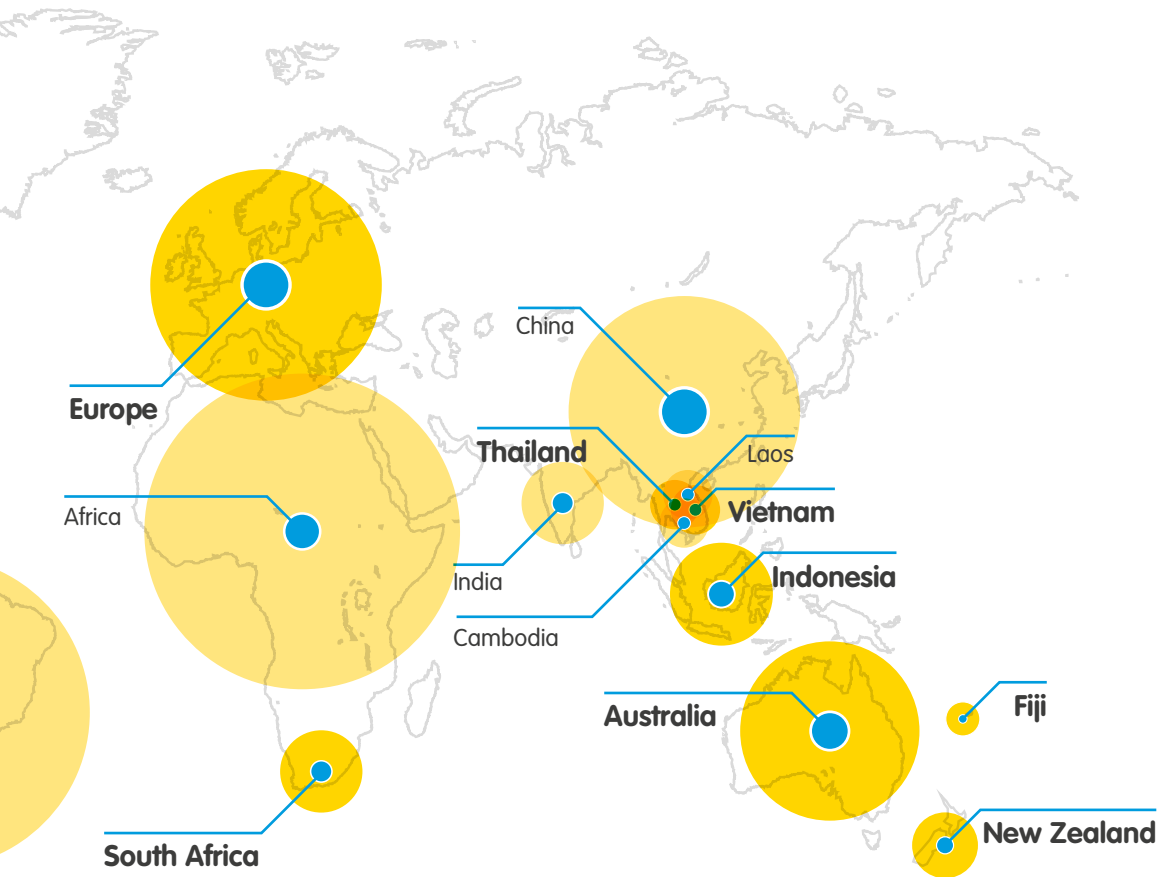 China
Europe
Thailand
Laos
Africa
Vietnam
India
Indonesia
Cambodia
Fiji
Australia
New Zealand
South Africa